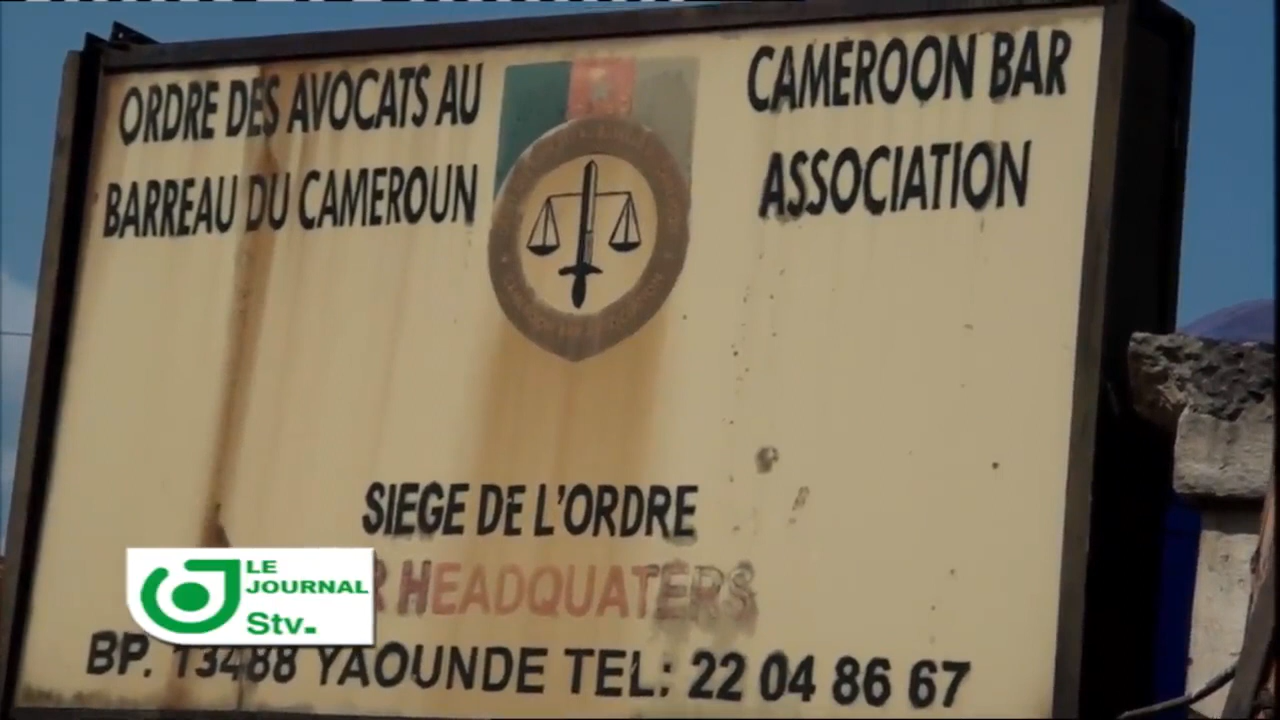 ORDRE DES AVOCATS AU
BARREAU DU CAMEROUN
CAMEROON BAR
ASSOCIATION
SIEGE DE L'ORDRE
HEADQUATERS
BP. 13488 YAOUNDE TEL: 22 04 86 67
LE
JOURNAL
Stv.